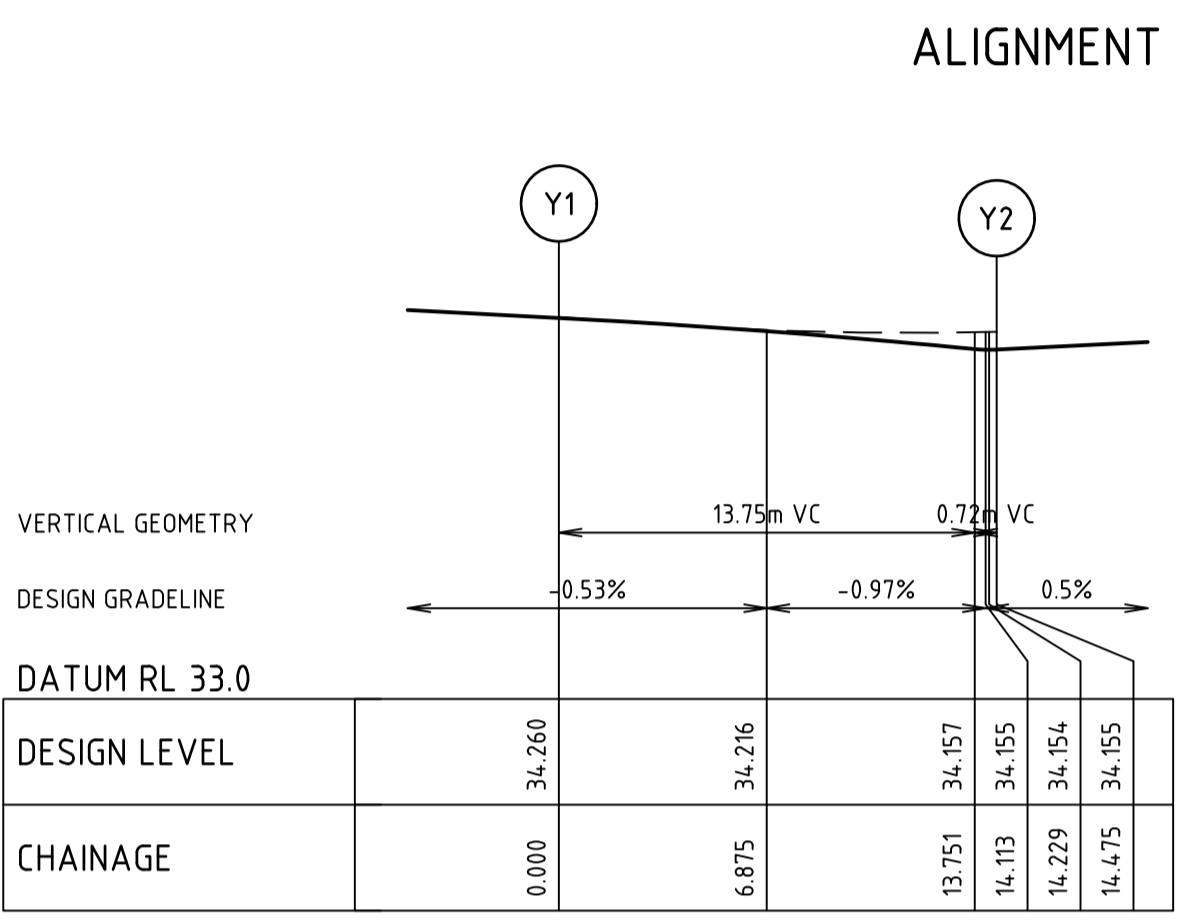 ALIGNMENT
Y1
Y2
VERTICAL GEOMETRY
13.75m VC
0.72m VC
DESIGN GRADELINE
-0.53%
-0.97%
0.5%
DATUM RL 33.0
DESIGN LEVEL
34.260
34.216
34.157
34.155
34.154
34.155
CHAINAGE
0.000
6.875
13.751
14.113
14.229
14.475